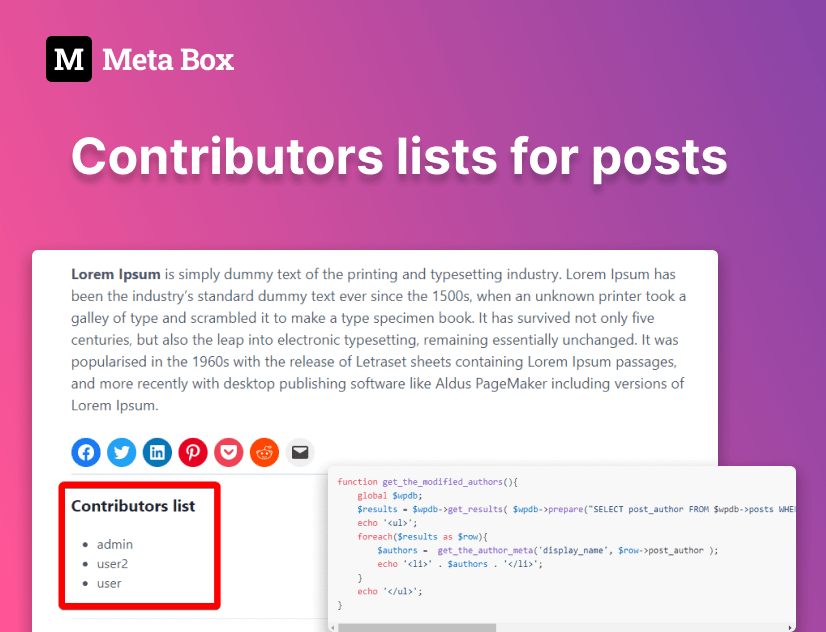 M Meta Box
Contributors lists for posts
Lorem Ipsum is simply dummy text of the printing and typesetting industry. Lorem Ipsum has
been the industry's standard dummy text ever since the 1500s, when an unknown printer took a
galley of type and scrambled it to make a type specimen book. It has survived not only five
centuries, but also the leap into electronic typesetting, remaining essentially unchanged. It was
popularised in the 1960s with the release of Letraset sheets containing Lorem Ipsum passages,
and more recently with desktop publishing software like Aldus PageMaker including versions of
Lorem Ipsum.
Contributors list
admin
user2
user
function get_the_modified_authors(){
global $wpdb;
$results = $wpdb->get_results( $wpdb->prepare("SELECT post_author FROM $wpdb->posts
echo '<ul>';
foreach($results as $row){
$authors =  get_the_author_meta('display_name', $row->post_author );
echo '<li>' . $authors . '</li>';
}
echo '</ul>';
}